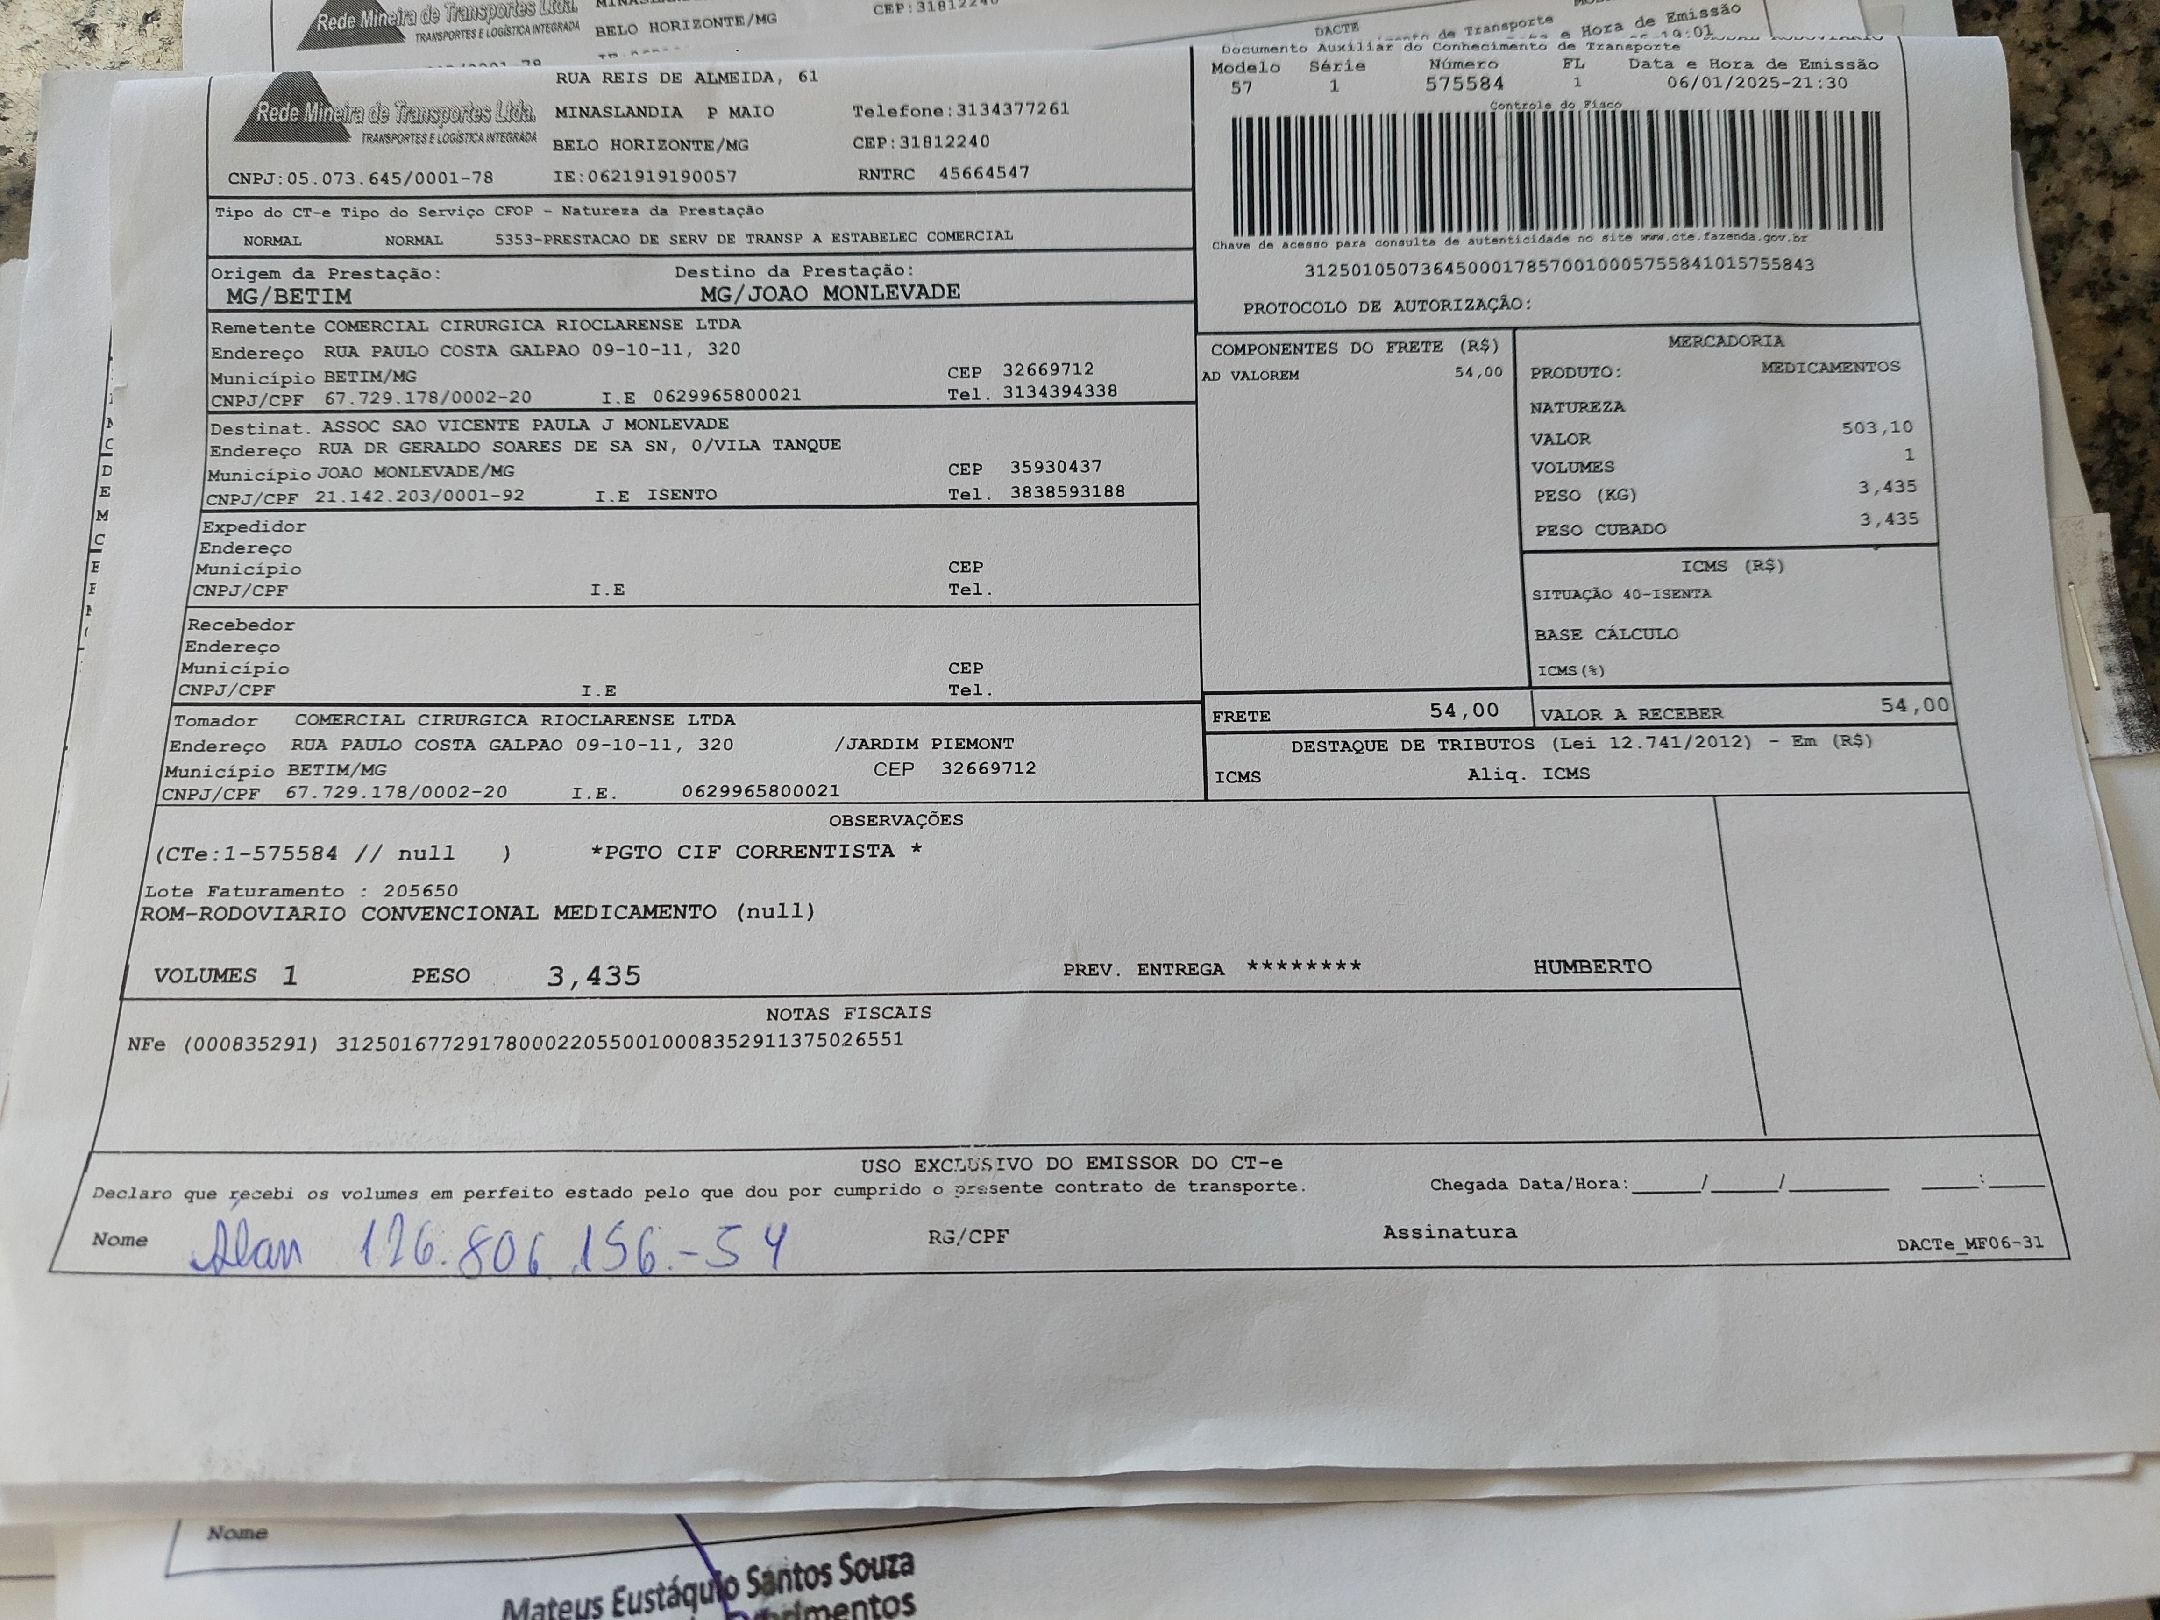 Rede Mineira de Transportes Ltda.
TRANSPORTES E LOGÍSTICA INTEGRADA
BELO HORIZONTE/MG
CEP:31812240
DACTE
Rede Mineira de Transportes Ltda.
TRANSPORTES E LOGÍSTICA INTEGRADA
RUA REIS DE ALMEIDA, 61
MINASLANDIA P MAIO Telefone:3134377261
BELO HORIZONTE/MG CEP:31812240
CNPJ:05.073.645/0001-78 IE:0621919190057 RNTRC 45664547
Documento Auxiliar do Conhecimento de Transporte
Modelo Série Número FL Data e Hora de Emissão
57 1 575584 1 06/01/2025-21:30
Controle do Fisco
Chave de acesso para consulta de autenticidade no site www.cte.fazenda.gov.br
31250105073645000178570010005755841015755843
PROTOCOLO DE AUTORIZAÇÃO:
Tipo do CT-e Tipo do Serviço CFOP - Natureza da Prestação
NORMAL NORMAL 5353-PRESTACAO DE SERV DE TRANSP A ESTABELEC COMERCIAL
Origem da Prestação: Destino da Prestação:
MG/BETIM MG/JOAO MONLEVADE
Remetente COMERCIAL CIRURGICA RIOCLARENSE LTDA
Endereço RUA PAULO COSTA GALPAO 09-10-11, 320
Município BETIM/MG CEP 32669712
CNPJ/CPF 67.729.178/0002-20 I.E 0629965800021 Tel. 3134394338
Destinat. ASSOC SAO VICENTE PAULA J MONLEVADE
Endereço RUA DR GERALDO SOARES DE SA SN, 0/VILA TANQUE
Município JOAO MONLEVADE/MG CEP 35930437
CNPJ/CPF 21.142.203/0001-92 I.E ISENTO Tel. 3838593188
Expedidor
Endereço
Município CEP
CNPJ/CPF I.E Tel.
Recebedor
Endereço
Município CEP
CNPJ/CPF I.E Tel.
Tomador COMERCIAL CIRURGICA RIOCLARENSE LTDA
Endereço RUA PAULO COSTA GALPAO 09-10-11, 320 /JARDIM PIEMONT
Município BETIM/MG CEP 32669712
CNPJ/CPF 67.729.178/0002-20 I.E. 0629965800021
COMPONENTES DO FRETE (R$)
AD VALOREM 54,00
MERCADORIA
PRODUTO: MEDICAMENTOS
NATUREZA
VALOR 503,10
VOLUMES 1
PESO (KG) 3,435
PESO CUBADO 3,435
ICMS (R$)
SITUAÇÃO 40-ISENTA
BASE CÁLCULO
ICMS(%)
FRETE 54,00 VALOR A RECEBER 54,00
DESTAQUE DE TRIBUTOS (Lei 12.741/2012) - Em (R$)
ICMS Aliq. ICMS
OBSERVAÇÕES
(CTe:1-575584 // null ) *PGTO CIF CORRENTISTA *
Lote Faturamento : 205650
ROM-RODOVIARIO CONVENCIONAL MEDICAMENTO (null)
VOLUMES 1 PESO 3,435 PREV. ENTREGA ******** HUMBERTO
NOTAS FISCAIS
NFe (000835291) 31250167729178000220550010008352911375026551
USO EXCLUSIVO DO EMISSOR DO CT-e
Declaro que recebi os volumes em perfeito estado pelo que dou por cumprido o presente contrato de transporte. Chegada Data/Hora:____/____/______ ____:____
Nome Alan 126.806.156.-54 RG/CPF Assinatura
DACTe_MF06-31
Nome
Mateus Eustáquio Santos Souza